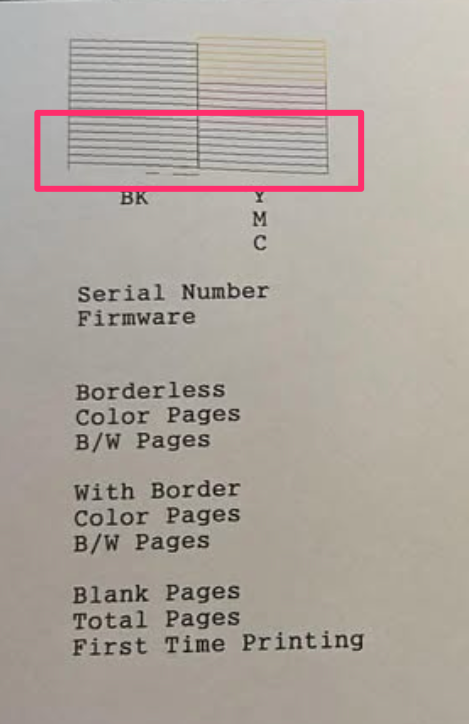 BK Y
M
C
Serial Number
Firmware
Borderless
Color Pages
B/W Pages
With Border
Color Pages
B/W Pages
Blank Pages
Total Pages
First Time Printing